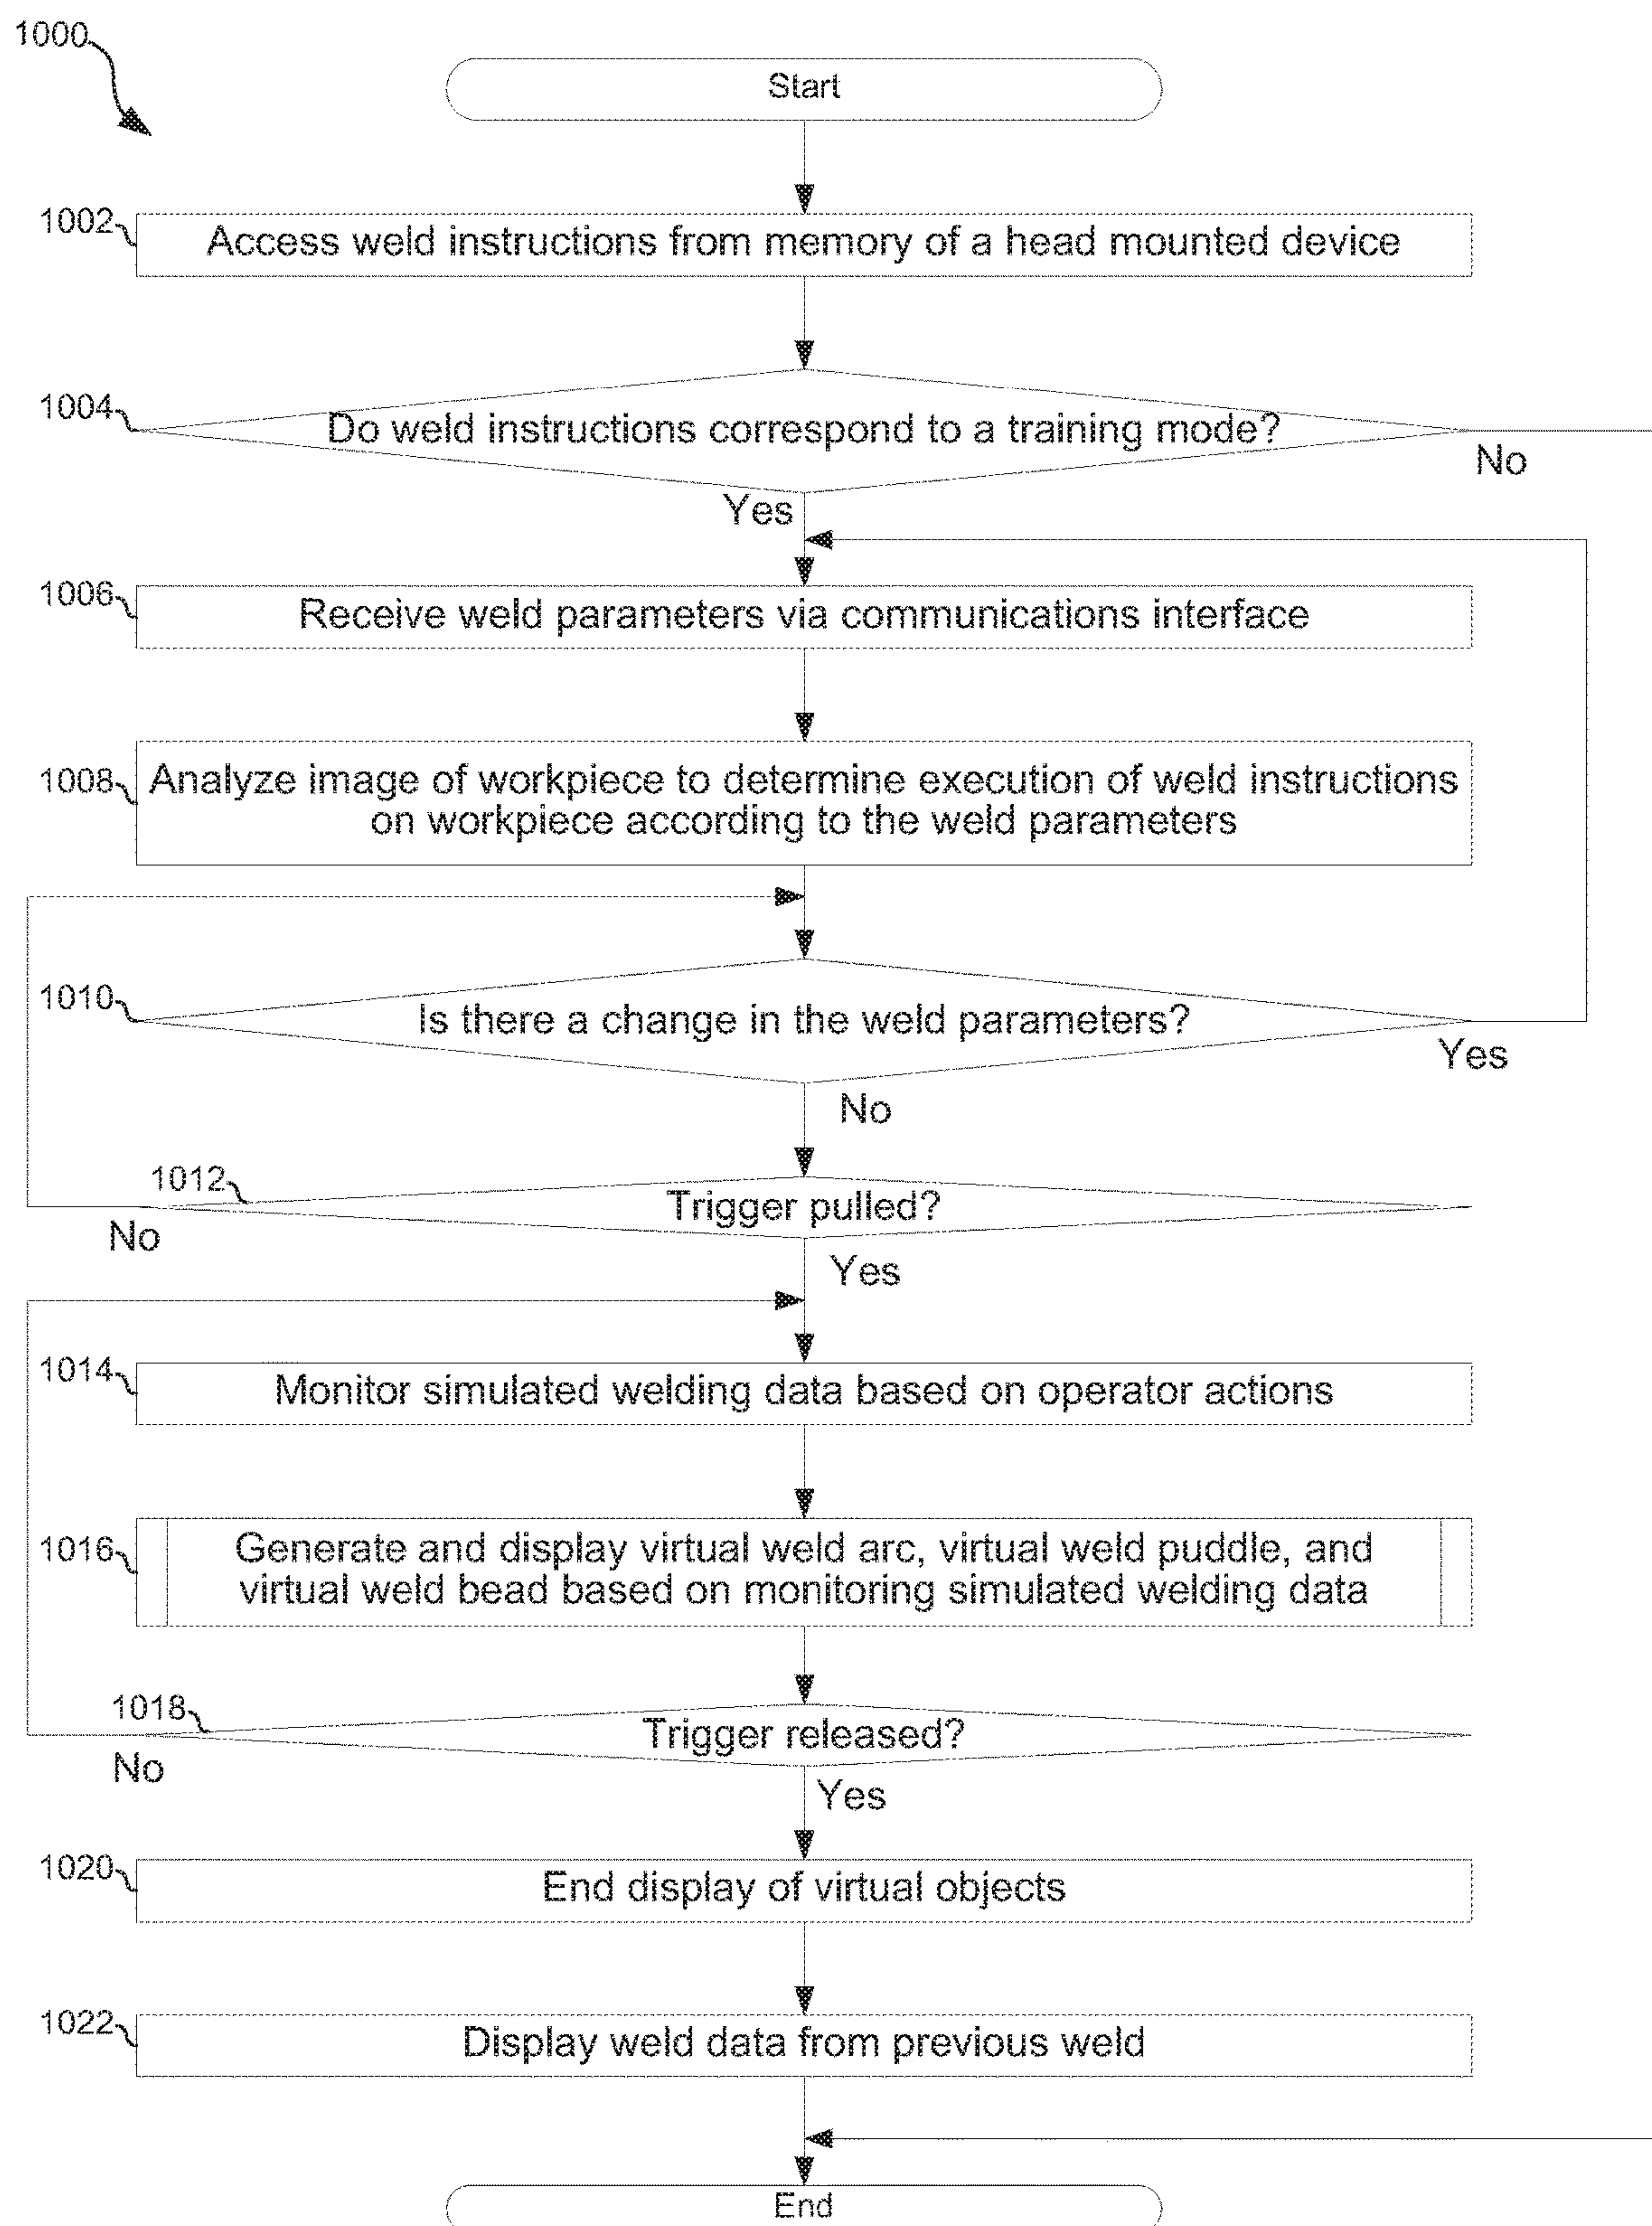 1000
Start
1002
Access weld instructions from memory of a head mounted device
1004
Do weld instructions correspond to a training mode?
No
Yes
1006
Receive weld parameters via communications interface
1008
Analyze image of workpiece to determine execution of weld instructions
on workpiece according to the weld parameters
1010
Is there a change in the weld parameters?
Yes
No
1012
Trigger pulled?
No
Yes
1014
Monitor simulated welding data based on operator actions
1016
Generate and display virtual weld arc, virtual weld puddle, and
virtual weld bead based on monitoring simulated welding data
1018
Trigger released?
No
Yes
1020
End display of virtual objects
1022
Display weld data from previous weld
End